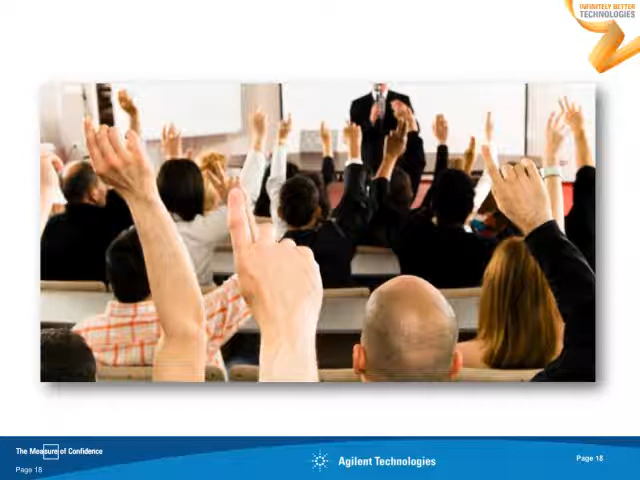 INFINITELY BETTER
TECHNOLOGIES
The Measure of Confidence
Page 18
Agilent Technologies
Page 18